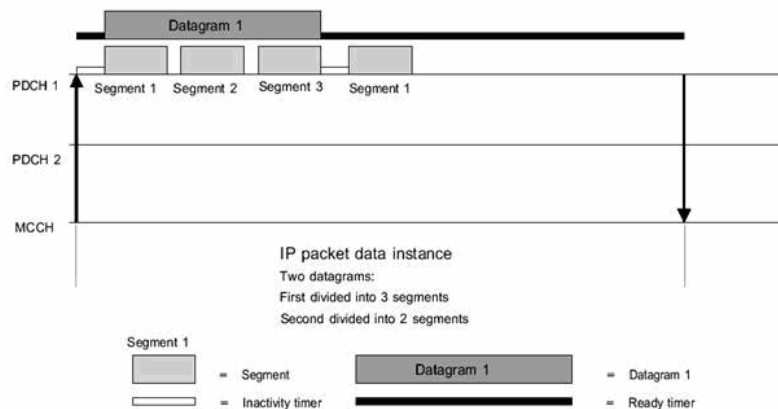 Datagram 1
Segment 1 Segment 2 Segment 3 Segment 1
PDCH 1
PDCH 2
MCCH
IP packet data instance
Two datagrams:
First divided into 3 segments
Second divided into 2 segments
Segment 1
= Segment
Datagram 1
= Datagram 1
= Inactivity timer
= Ready timer